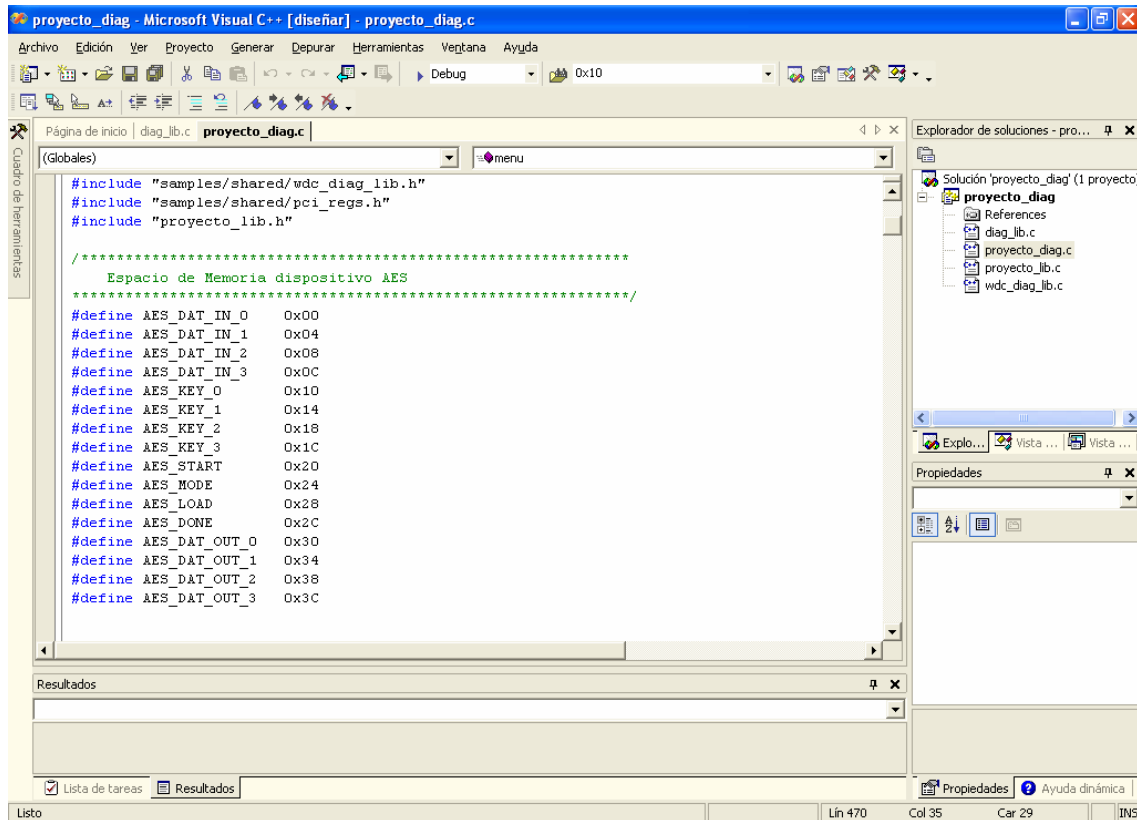 proyecto_diag - Microsoft Visual C++ [diseñar] - proyecto_diag.c
Archivo Edición Ver Proyecto Generar Depurar Herramientas Ventana Ayuda
Debug 0x10
Cuadro de herramientas
Página de inicio diag_lib.c proyecto_diag.c
(Globales) menu
#include "samples/shared/wdc_diag_lib.h"
#include "samples/shared/pci_regs.h"
#include "proyecto_lib.h"
/**************************************************************
Espacio de Memoria dispositivo AES
***************************************************************/
#define AES_DAT_IN_0 0x00
#define AES_DAT_IN_1 0x04
#define AES_DAT_IN_2 0x08
#define AES_DAT_IN_3 0x0C
#define AES_KEY_0 0x10
#define AES_KEY_1 0x14
#define AES_KEY_2 0x18
#define AES_KEY_3 0x1C
#define AES_START 0x20
#define AES_MODE 0x24
#define AES_LOAD 0x28
#define AES_DONE 0x2C
#define AES_DAT_OUT_0 0x30
#define AES_DAT_OUT_1 0x34
#define AES_DAT_OUT_2 0x38
#define AES_DAT_OUT_3 0x3C
Explorador de soluciones - pro...
Solución 'proyecto_diag' (1 proyecto)
proyecto_diag
References
diag_lib.c
proyecto_diag.c
proyecto_lib.c
wdc_diag_lib.c
Explo... Vista ... Vista ...
Propiedades
Resultados
Lista de tareas Resultados
Propiedades Ayuda dinámica
Listo Lín 470 Col 35 Car 29 INS